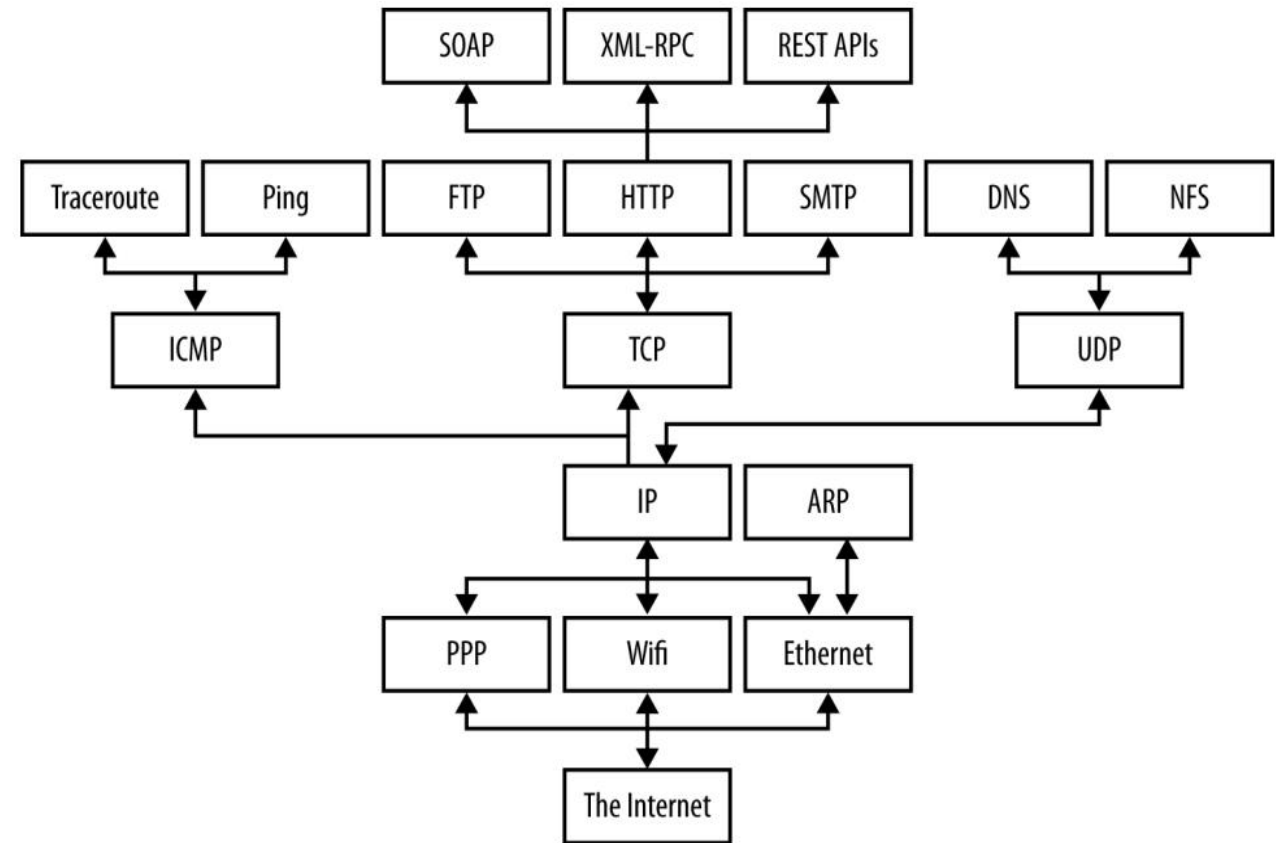 SOAP
XML-RPC
REST APIs
Traceroute
Ping
FTP
HTTP
SMTP
DNS
NFS
ICMP
TCP
UDP
IP
ARP
PPP
Wifi
Ethernet
The Internet